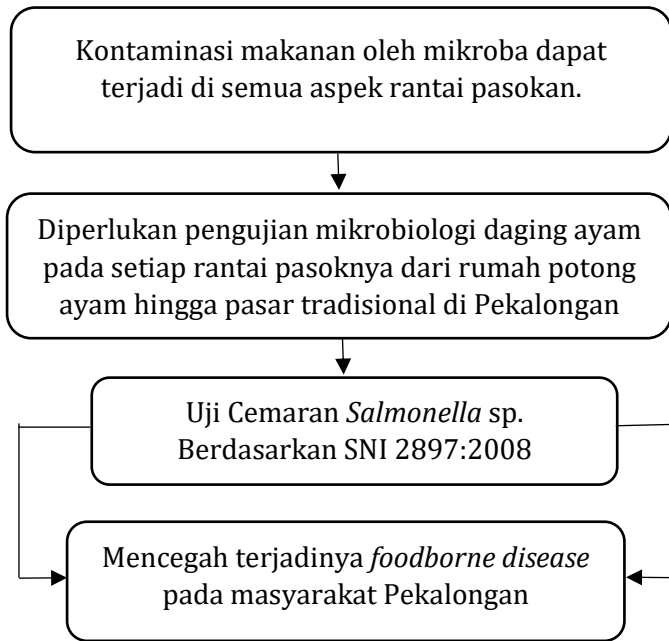 Kontaminasi makanan oleh mikroba dapat
terjadi di semua aspek rantai pasokan.
Diperlukan pengujian mikrobiologi daging ayam
pada setiap rantai pasoknya dari rumah potong
ayam hingga pasar tradisional di Pekalongan
Uji Cemaran Salmonella sp.
Berdasarkan SNI 2897:2008
Mencegah terjadinya foodborne disease
pada masyarakat Pekalongan